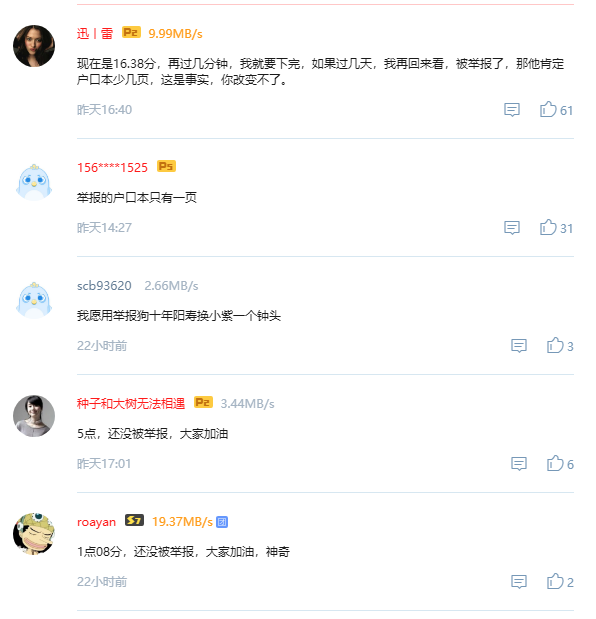 迅丨雷 P2 9.99MB/s
现在是16.38分，再过几分钟，我就要下完，如果过几天，我再回来看，被举报了，那他肯定
户口本少几页，这是事实，你改变不了。
昨天16:40 61
156****1525 P5
举报的户口本只有一页
昨天14:27 31
scb93620 2.66MB/s
我愿用举报狗十年阳寿换小紫一个钟头
22小时前 3
种子和大树无法相遇 P2 3.44MB/s
5点，还没被举报，大家加油
昨天17:01 6
roayan S7 19.37MB/s 团
1点08分，还没被举报，大家加油，神奇
22小时前 2